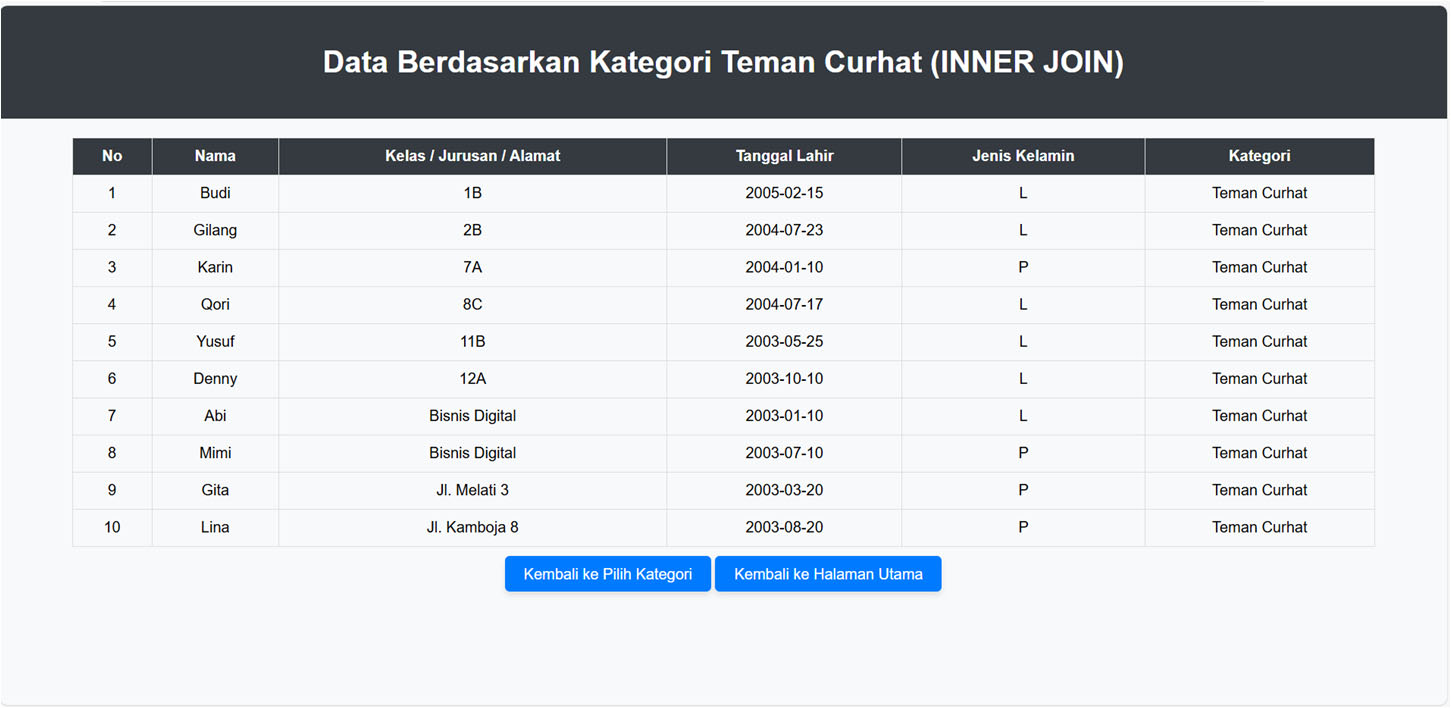 Data Berdasarkan Kategori Teman Curhat (INNER JOIN)
No Nama Kelas / Jurusan / Alamat Tanggal Lahir Jenis Kelamin Kategori
1 Budi 1B 2005-02-15 L Teman Curhat
2 Gilang 2B 2004-07-23 L Teman Curhat
3 Karin 7A 2004-01-10 P Teman Curhat
4 Qori 8C 2004-07-17 L Teman Curhat
5 Yusuf 11B 2003-05-25 L Teman Curhat
6 Denny 12A 2003-10-10 L Teman Curhat
7 Abi Bisnis Digital 2003-01-10 L Teman Curhat
8 Mimi Bisnis Digital 2003-07-10 P Teman Curhat
9 Gita Jl. Melati 3 2003-03-20 P Teman Curhat
10 Lina Jl. Kamboja 8 2003-08-20 P Teman Curhat
Kembali ke Pilih Kategori Kembali ke Halaman Utama